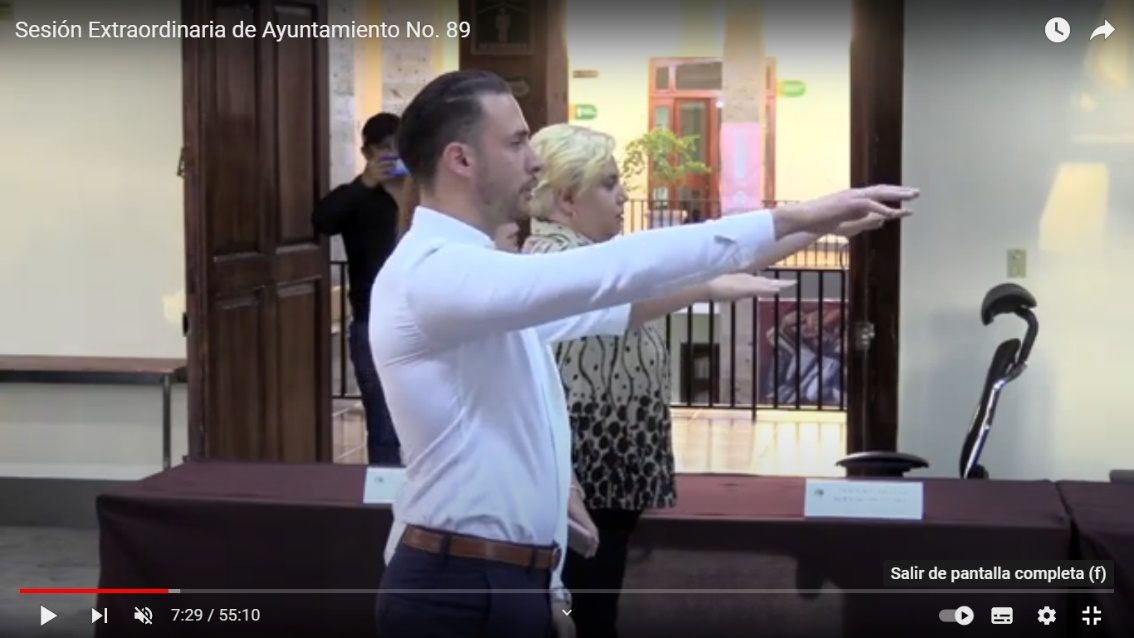 Sesión Extraordinaria de Ayuntamiento No. 89
Salir de pantalla completa (f)
7:29 / 55:10